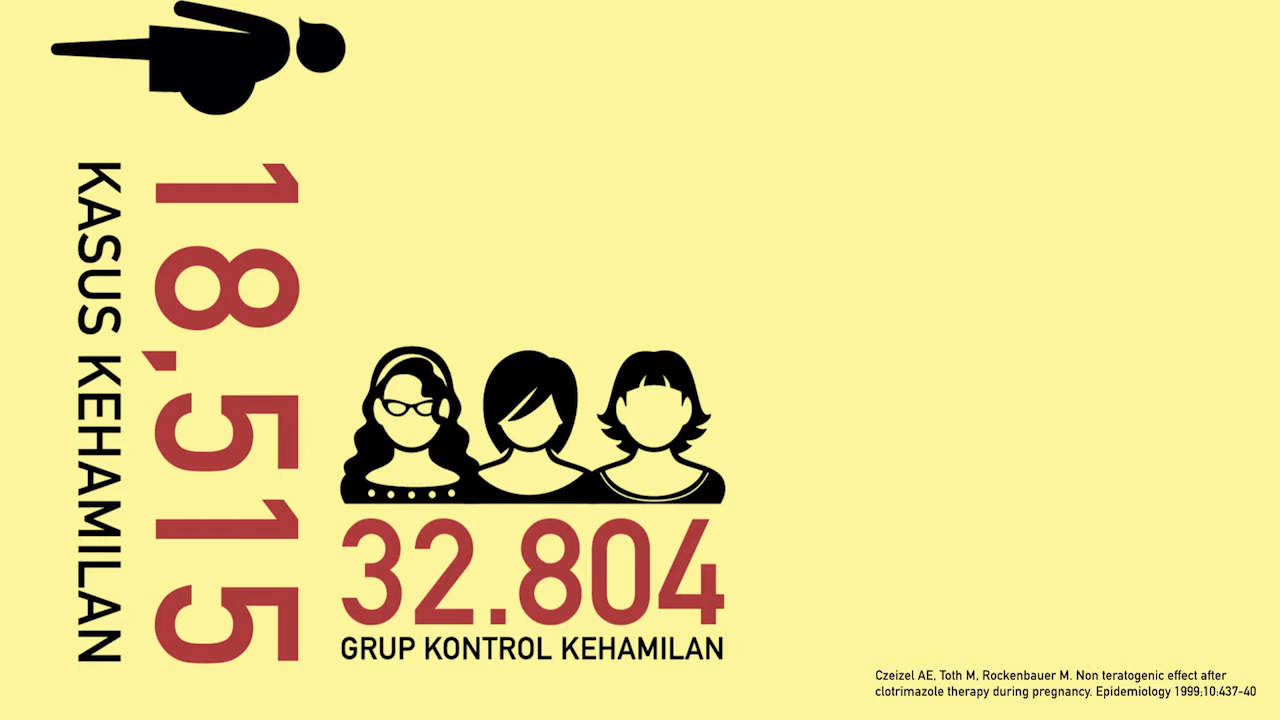 18,515
KASUS KEHAMILAN
32.804
GRUP KONTROL KEHAMILAN
Czeizel AE, Toth M, Rockenbauer M. Non teratogenic effect after
clotrimazole therapy during pregnancy. Epidemiology 1999;10:437-40